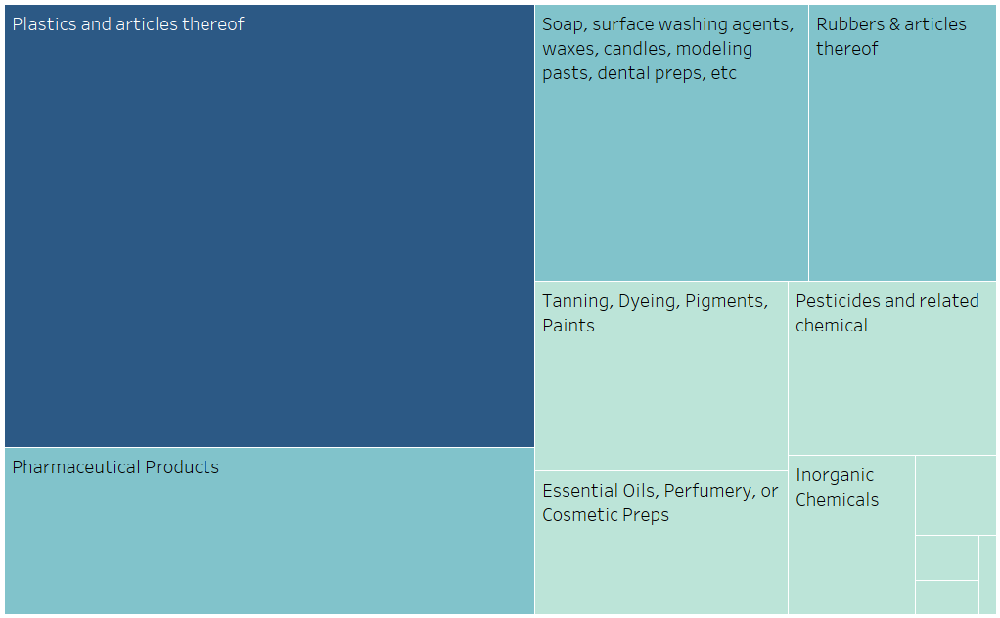 Plastics and articles thereof
Soap, surface washing agents,
waxes, candles, modeling
pasts, dental preps, etc
Rubbers & articles
thereof
Tanning, Dyeing, Pigments,
Paints
Pesticides and related
chemical
Pharmaceutical Products
Essential Oils, Perfumery, or
Cosmetic Preps
Inorganic
Chemicals